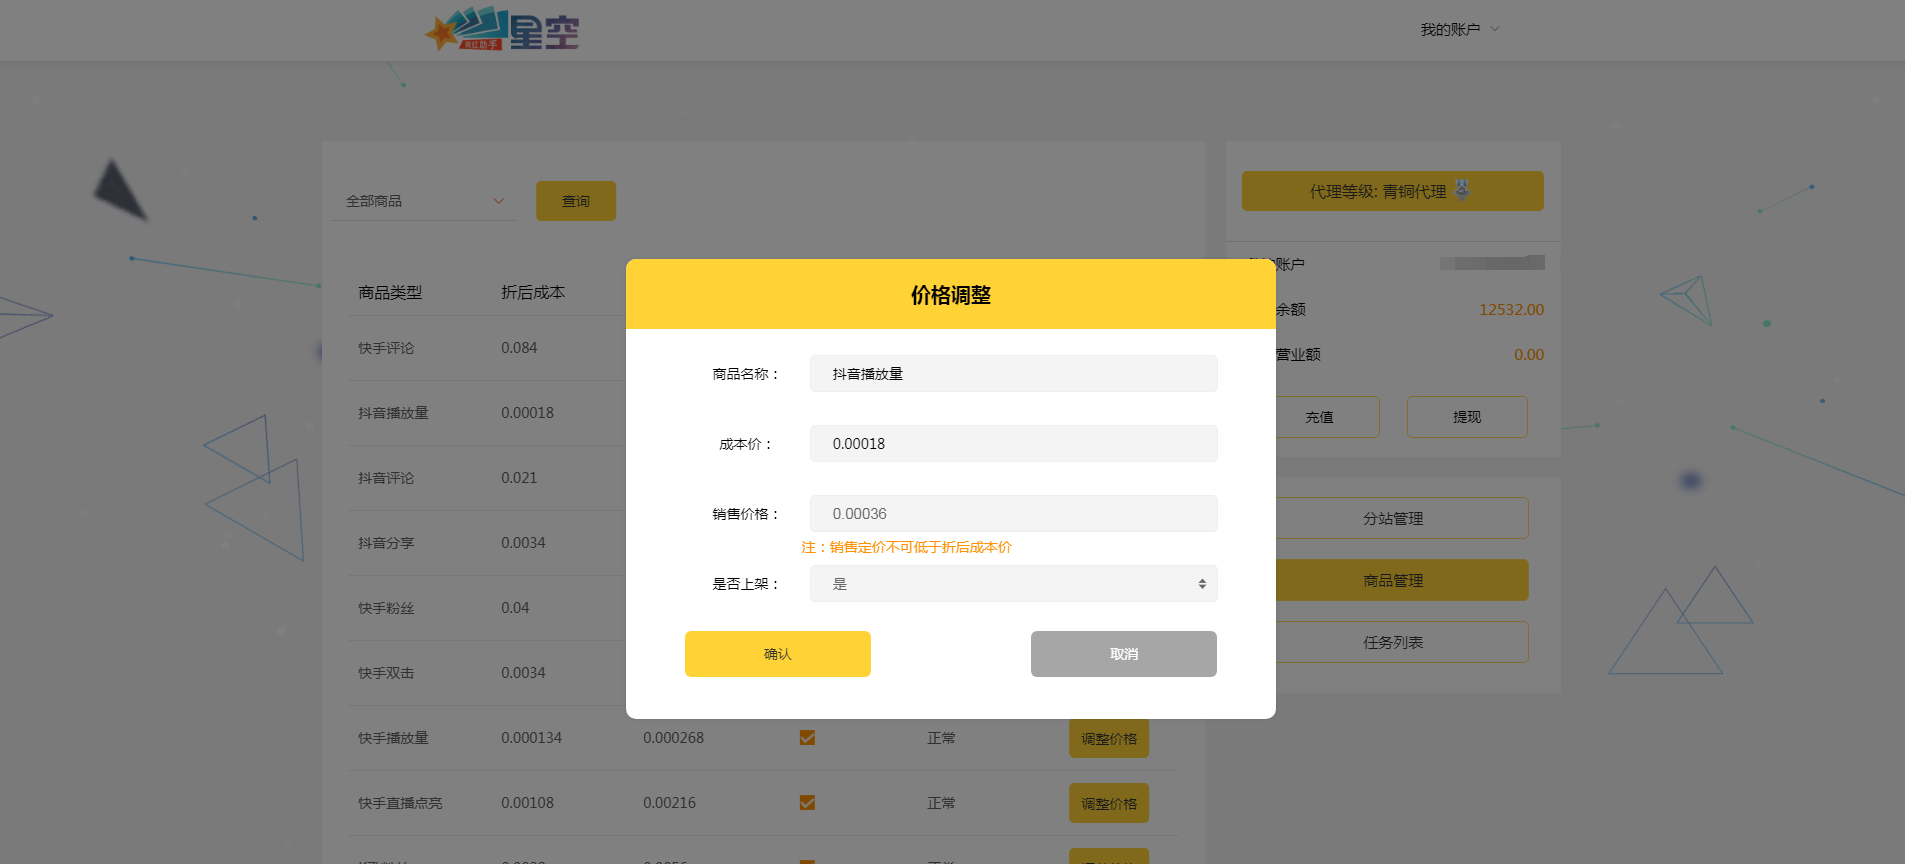 网红助手 星空
我的账户
全部商品
查询
代理等级: 青铜代理
商品类型 折后成本
快手评论 0.084
抖音播放量 0.00018
抖音评论 0.021
抖音分享 0.0034
快手粉丝 0.04
快手双击 0.0034
快手播放量 0.000134 0.000268 正常 调整价格
快手直播点亮 0.00108 0.00216 正常 调整价格
价格调整
商品名称：
抖音播放量
成本价：
0.00018
销售价格：
0.00036
注：销售定价不可低于折后成本价
是否上架：
是
确认
取消
账户
余额 12532.00
营业额 0.00
充值
提现
分站管理
商品管理
任务列表